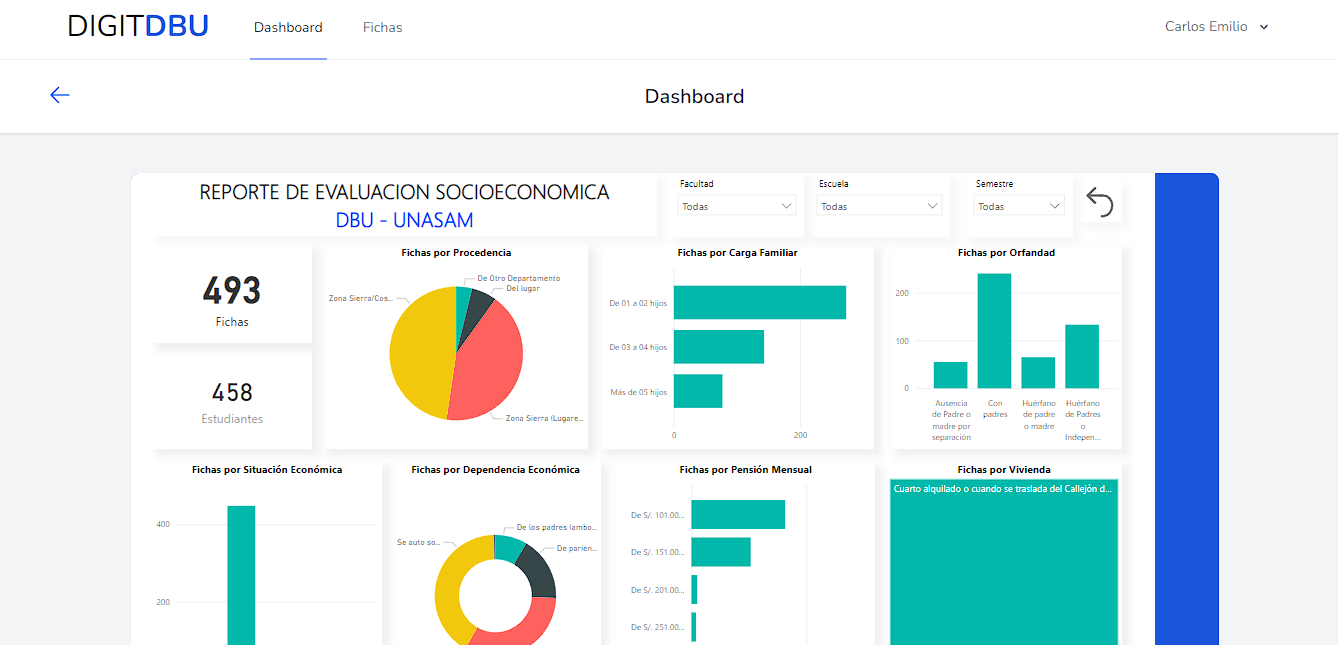 DIGITDBU
Dashboard
Fichas
Carlos Emilio
Dashboard
REPORTE DE EVALUACION SOCIOECONOMICA
DBU - UNASAM
Facultad
Todas
Escuela
Todas
Semestre
Todas
493
Fichas
458
Estudiantes
Fichas por Procedencia
De Otro Departamento
Del lugar
Zona Sierra/Cos...
Zona Sierra (Lugare...
Fichas por Carga Familiar
De 01 a 02 hijos
De 03 a 04 hijos
Más de 05 hijos
0
200
Fichas por Orfandad
200
100
0
Ausencia
de Padre o
madre por
separación
Con
padres
Huérfano
de padre
o madre
Huérfano
de Padres
o
Indepen...
Fichas por Situación Económica
400
200
Fichas por Dependencia Económica
De los padres (ambo...
De parien...
Se auto so...
Fichas por Pensión Mensual
De S/. 101.00...
De S/. 151.00...
De S/. 201.00...
De S/. 251.00...
Fichas por Vivienda
Cuarto alquilado o cuando se traslada del Callejón d...